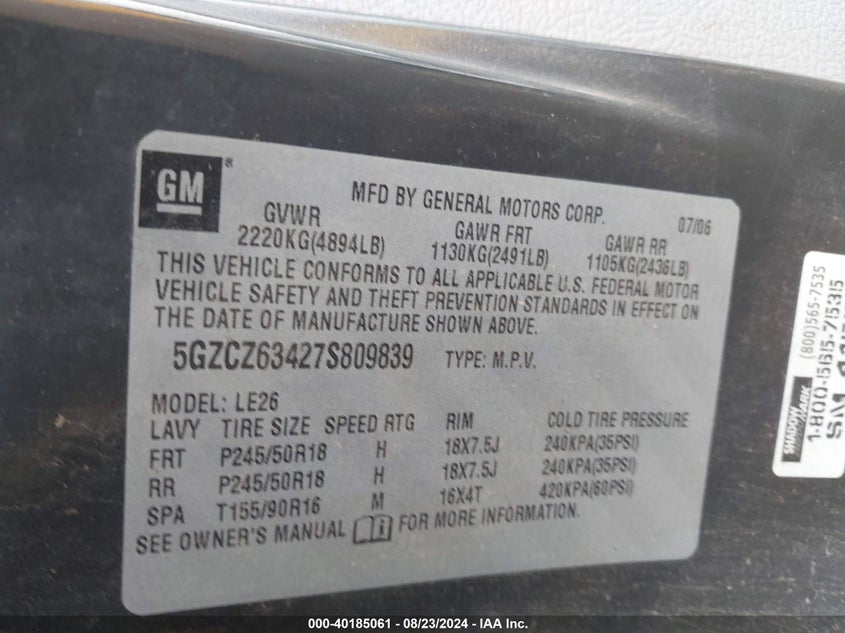 GM ®
MFD BY GENERAL MOTORS CORP.
07/06
GVWR GAWR FRT GAWR RR
2220KG(4894LB) 1130KG(2491LB) 1105KG(2436LB)
THIS VEHICLE CONFORMS TO ALL APPLICABLE U.S. FEDERAL MOTOR
VEHICLE SAFETY AND THEFT PREVENTION STANDARDS IN EFFECT ON
THE DATE OF MANUFACTURE SHOWN ABOVE.
5GZCZ63427S809839 TYPE: M.P.V.
MODEL: LE26
LAVY TIRE SIZE SPEED RTG RIM COLD TIRE PRESSURE
FRT P245/50R18 H 18X7.5J 240KPA(35PSI)
RR P245/50R18 H 18X7.5J 240KPA(35PSI)
SPA T155/90R16 M 16X4T 420KPA(60PSI)
SEE OWNER'S MANUAL FOR MORE INFORMATION.
SHADOW MARK
(800)565-7535
1-800-565-7535
000-40185061 - 08/23/2024 - IAA Inc.